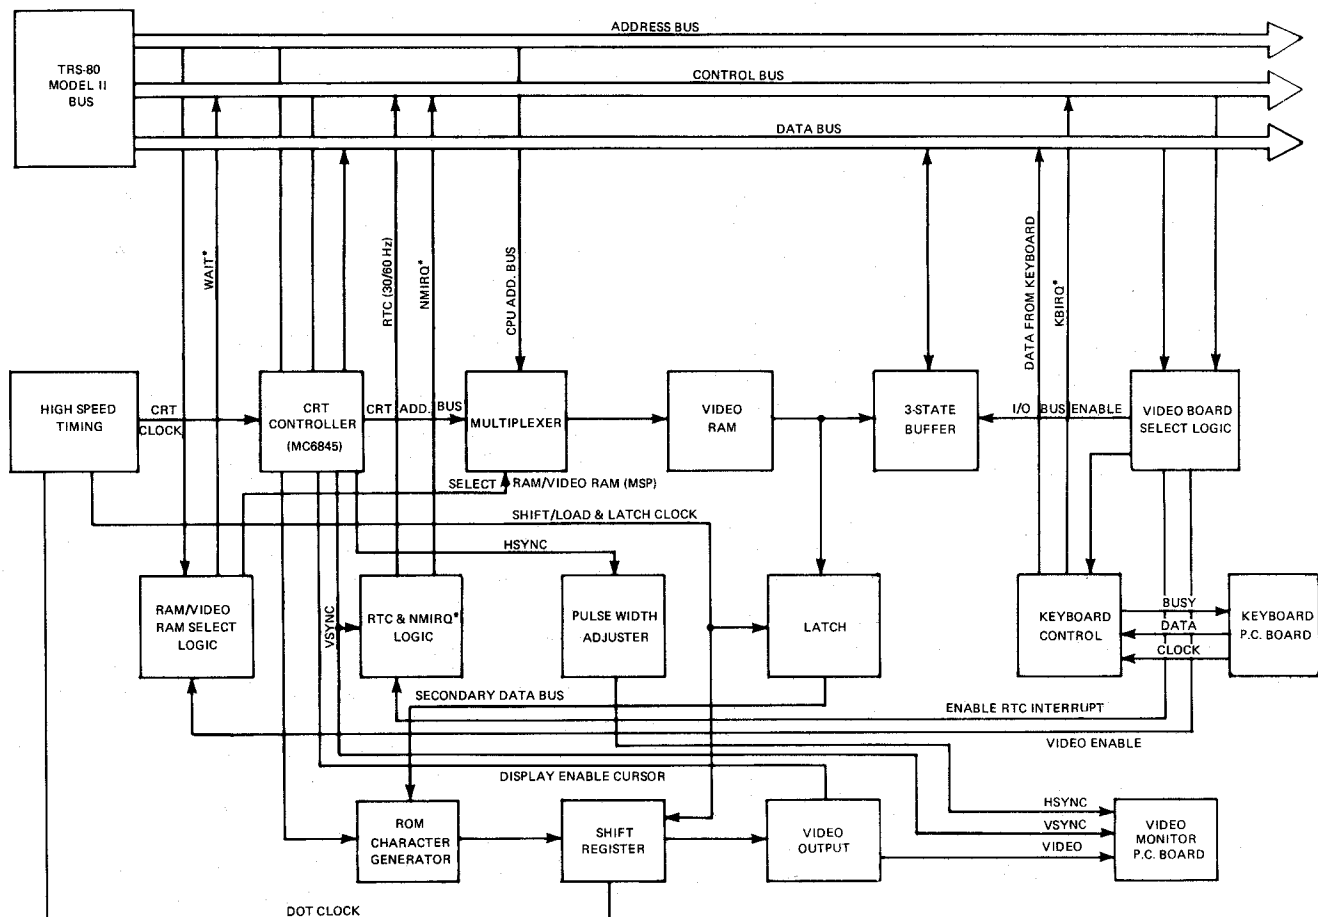 ADDRESS BUS
TRS-80
MODEL II
BUS
CONTROL BUS
DATA BUS
WAIT*
RTC (30/60 Hz)
NMIRQ*
CPU ADD. BUS
DATA FROM KEYBOARD
KBIRQ*
HIGH SPEED
TIMING
CRT
CLOCK
CRT
CONTROLLER
(MC6845)
CRT ADD. BUS
MULTIPLEXER
VIDEO
RAM
3-STATE
BUFFER
I/O BUS ENABLE
VIDEO BOARD
SELECT LOGIC
SELECT RAM/VIDEO RAM (MSP)
SHIFT/LOAD & LATCH CLOCK
HSYNC
RAM/VIDEO
RAM SELECT
LOGIC
VSYNC
RTC & NMIRQ*
LOGIC
PULSE WIDTH
ADJUSTER
LATCH
KEYBOARD
CONTROL
BUSY
DATA
CLOCK
KEYBOARD
P.C. BOARD
SECONDARY DATA BUS
ENABLE RTC INTERRUPT
VIDEO ENABLE
DISPLAY ENABLE CURSOR
ROM
CHARACTER
GENERATOR
SHIFT
REGISTER
VIDEO
OUTPUT
HSYNC
VSYNC
VIDEO
VIDEO
MONITOR
P.C. BOARD
DOT CLOCK